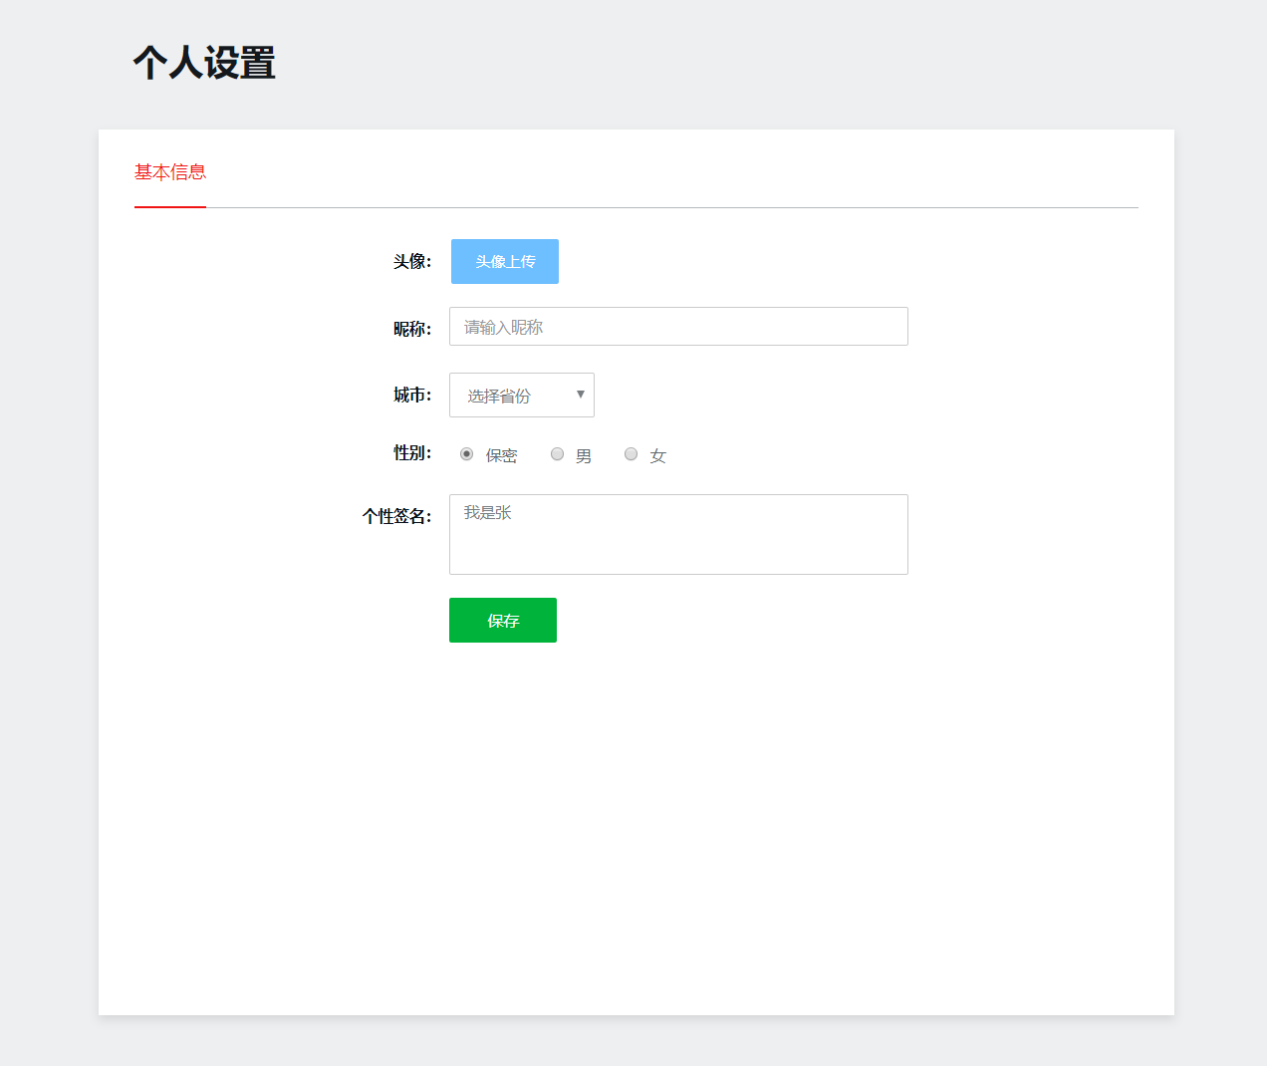 个人设置
基本信息
头像： 头像上传
昵称： 请输入昵称
城市： 选择省份
性别： 保密 男 女
个性签名： 我是张
保存